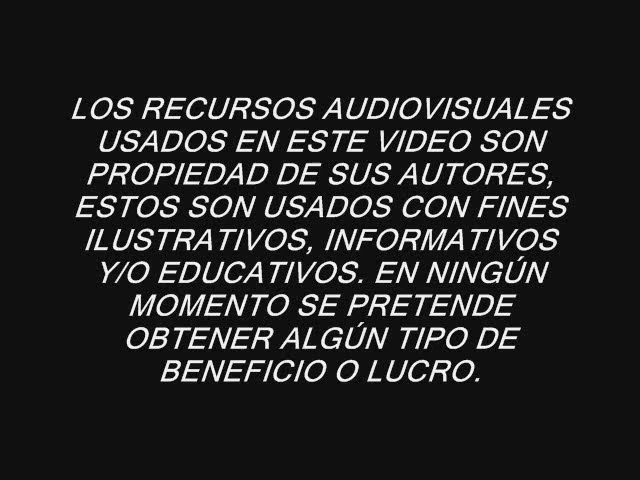 LOS RECURSOS AUDIOVISUALES
USADOS EN ESTE VIDEO SON
PROPIEDAD DE SUS AUTORES,
ESTOS SON USADOS CON FINES
ILUSTRATIVOS, INFORMATIVOS
Y/O EDUCATIVOS. EN NINGÚN
MOMENTO SE PRETENDE
OBTENER ALGÚN TIPO DE
BENEFICIO O LUCRO.